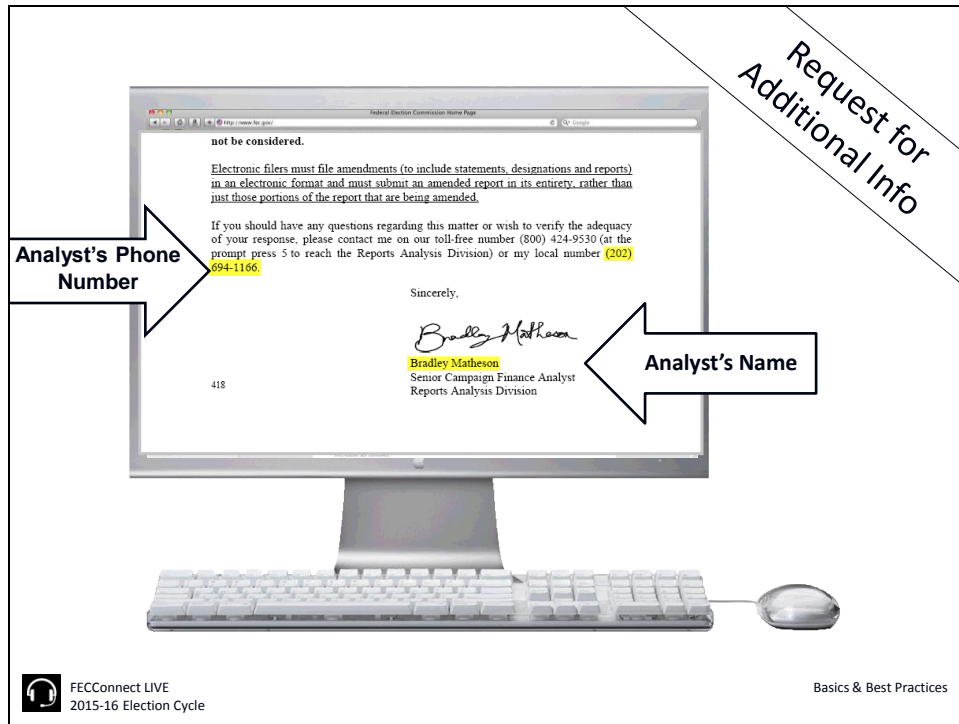 Request for
Additional Info
Federal Election Commission Home Page
http://www.fec.gov/
Google
not be considered.
Electronic filers must file amendments (to include statements, designations and reports)
in an electronic format and must submit an amended report in its entirety, rather than
just those portions of the report that are being amended.
If you should have any questions regarding this matter or wish to verify the adequacy
of your response, please contact me on our toll-free number (800) 424-9530 (at the
prompt press 5 to reach the Reports Analysis Division) or my local number (202)
694-1166.
Analyst's Phone
Number
Sincerely,
Bradley Matheson
Bradley Matheson
Senior Campaign Finance Analyst
Reports Analysis Division
418
Analyst's Name
FECConnect LIVE
2015-16 Election Cycle
Basics & Best Practices